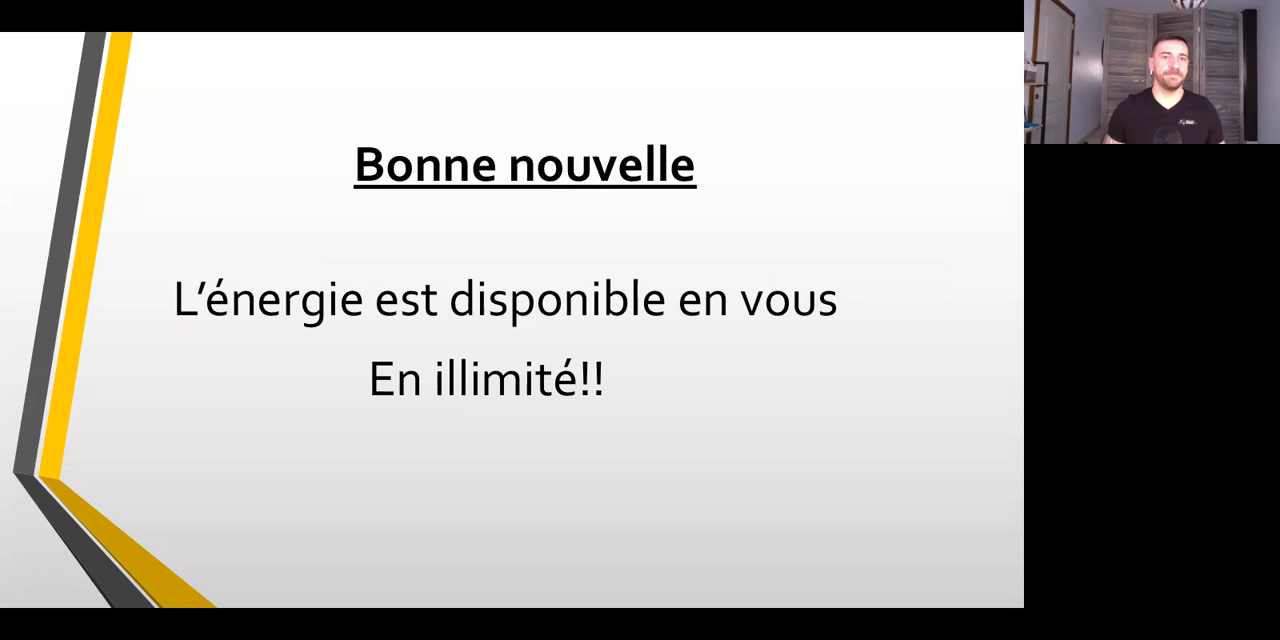 Bonne nouvelle
L’énergie est disponible en vous
En illimité!!